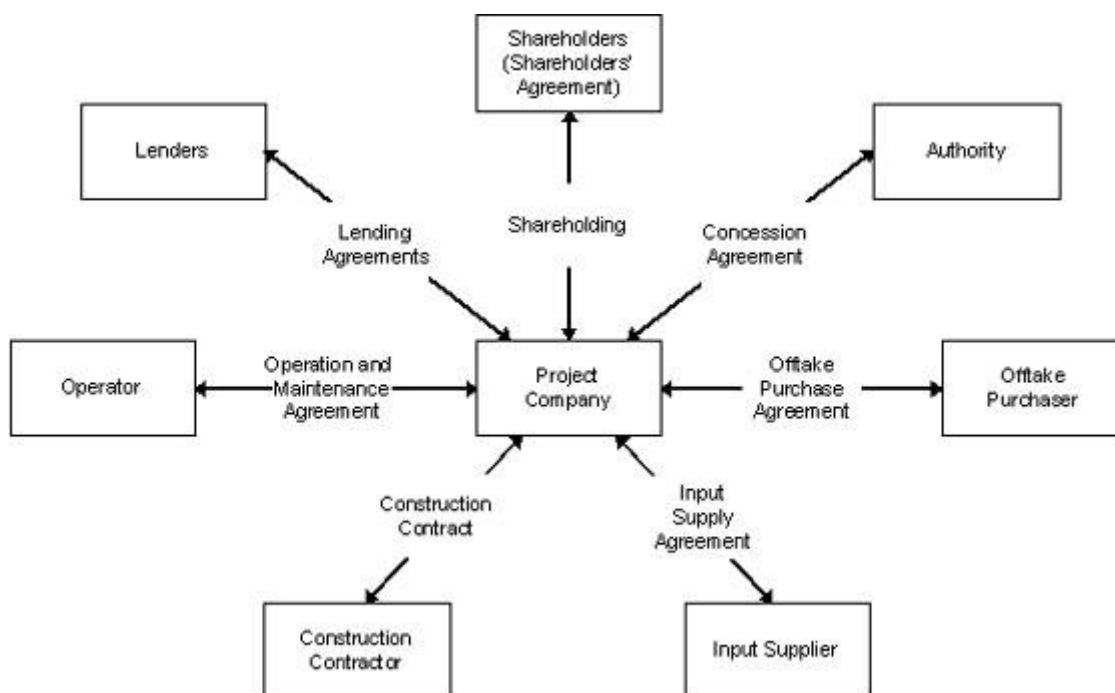 Shareholders
(Shareholders'
Agreement)
Lenders
Authority
Lending
Agreements
Shareholding
Concession
Agreement
Operator
Operation and
Maintenance
Agreement
Project
Company
Offtake
Purchase
Agreement
Offtake
Purchaser
Construction
Contract
Input
Supply
Agreement
Construction
Contractor
Input Supplier